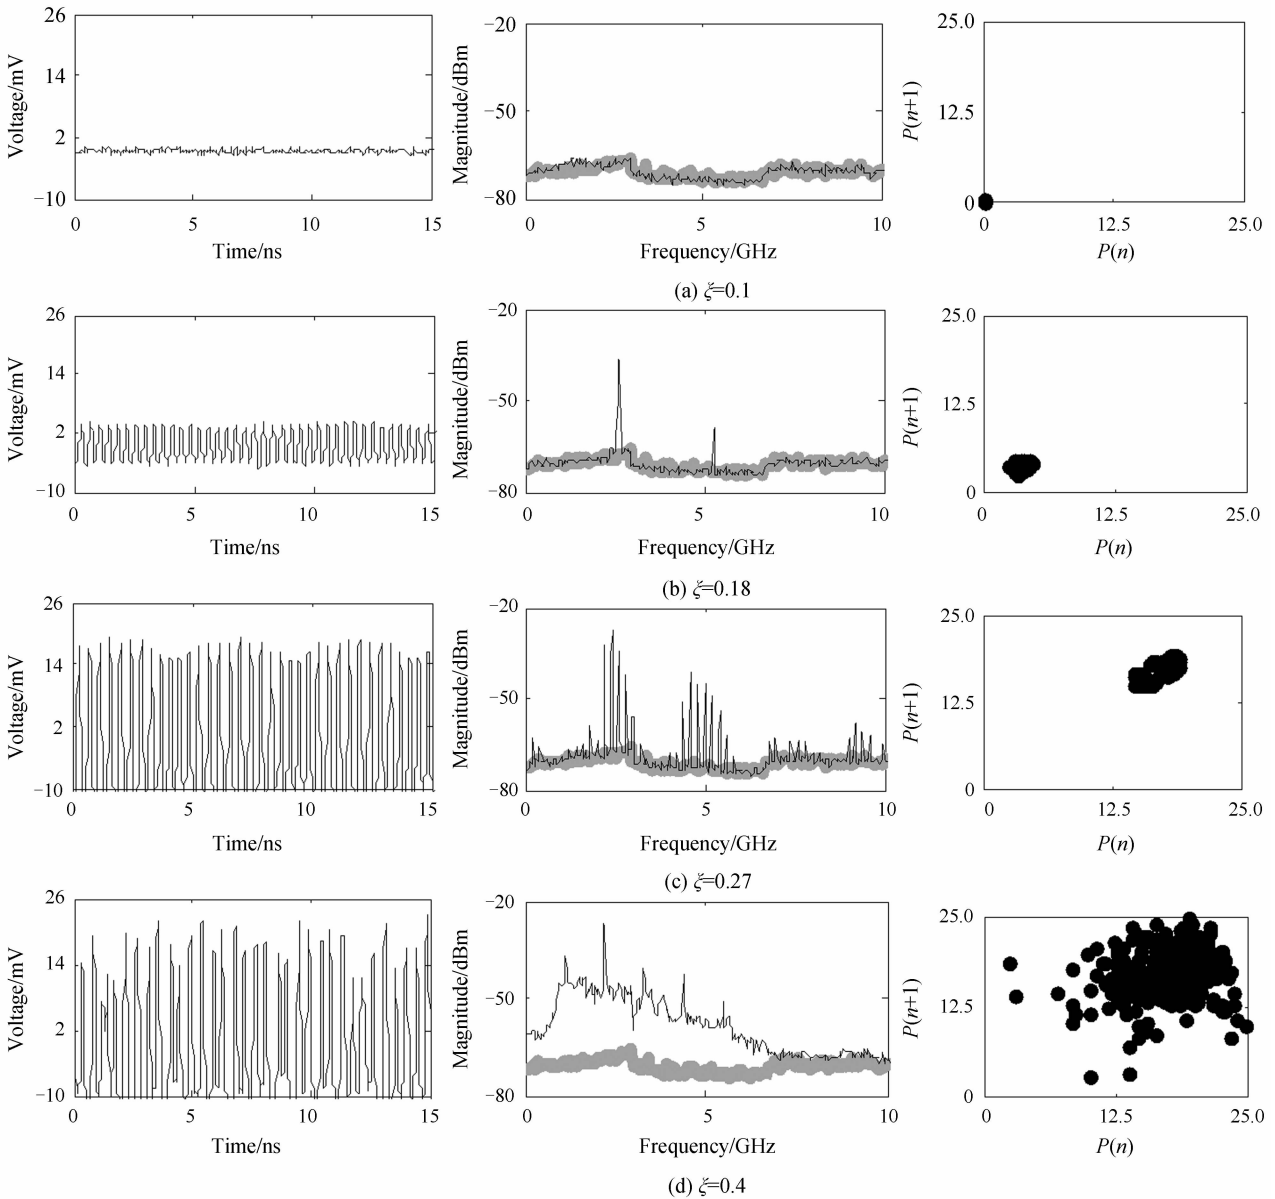 26
14
2
−10
Voltage/mV
0
5
10
15
Time/ns
−20
−50
−80
Magnitude/dBm
0
5
10
Frequency/GHz
25.0
12.5
0
P(n+1)
0
12.5
25.0
P(n)
(a) ξ=0.1
26
14
2
−10
Voltage/mV
0
5
10
15
Time/ns
−20
−50
−80
Magnitude/dBm
0
5
10
Frequency/GHz
25.0
12.5
0
P(n+1)
0
12.5
25.0
P(n)
(b) ξ=0.18
26
14
2
−10
Voltage/mV
0
5
10
15
Time/ns
−20
−50
−80
Magnitude/dBm
0
5
10
Frequency/GHz
25.0
12.5
0
P(n+1)
0
12.5
25.0
P(n)
(c) ξ=0.27
26
14
2
−10
Voltage/mV
0
5
10
15
Time/ns
−20
−50
−80
Magnitude/dBm
0
5
10
Frequency/GHz
25.0
12.5
0
P(n+1)
0
12.5
25.0
P(n)
(d) ξ=0.4